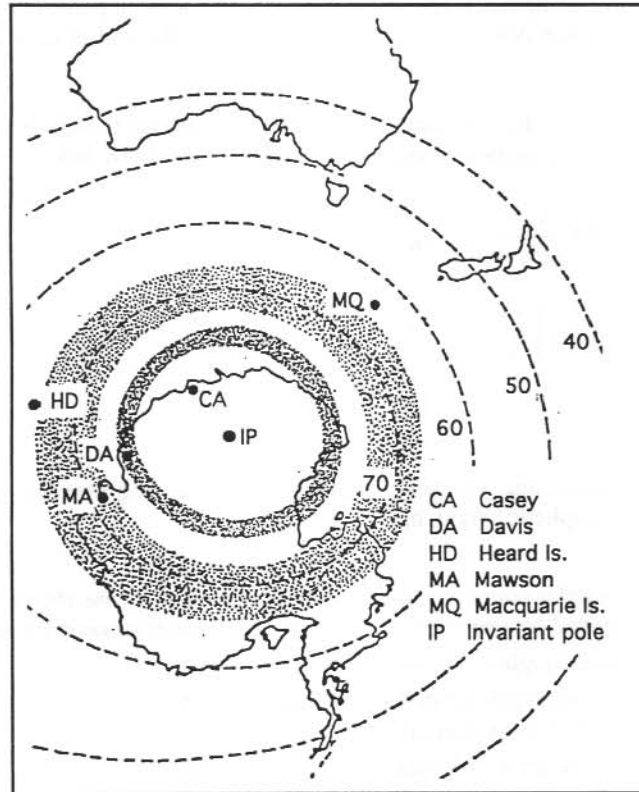 MQ
40
HD
50
CA
60
IP
DA
70
MA
CA Casey
DA Davis
HD Heard Is.
MA Mawson
MQ Macquarie Is.
IP Invariant pole